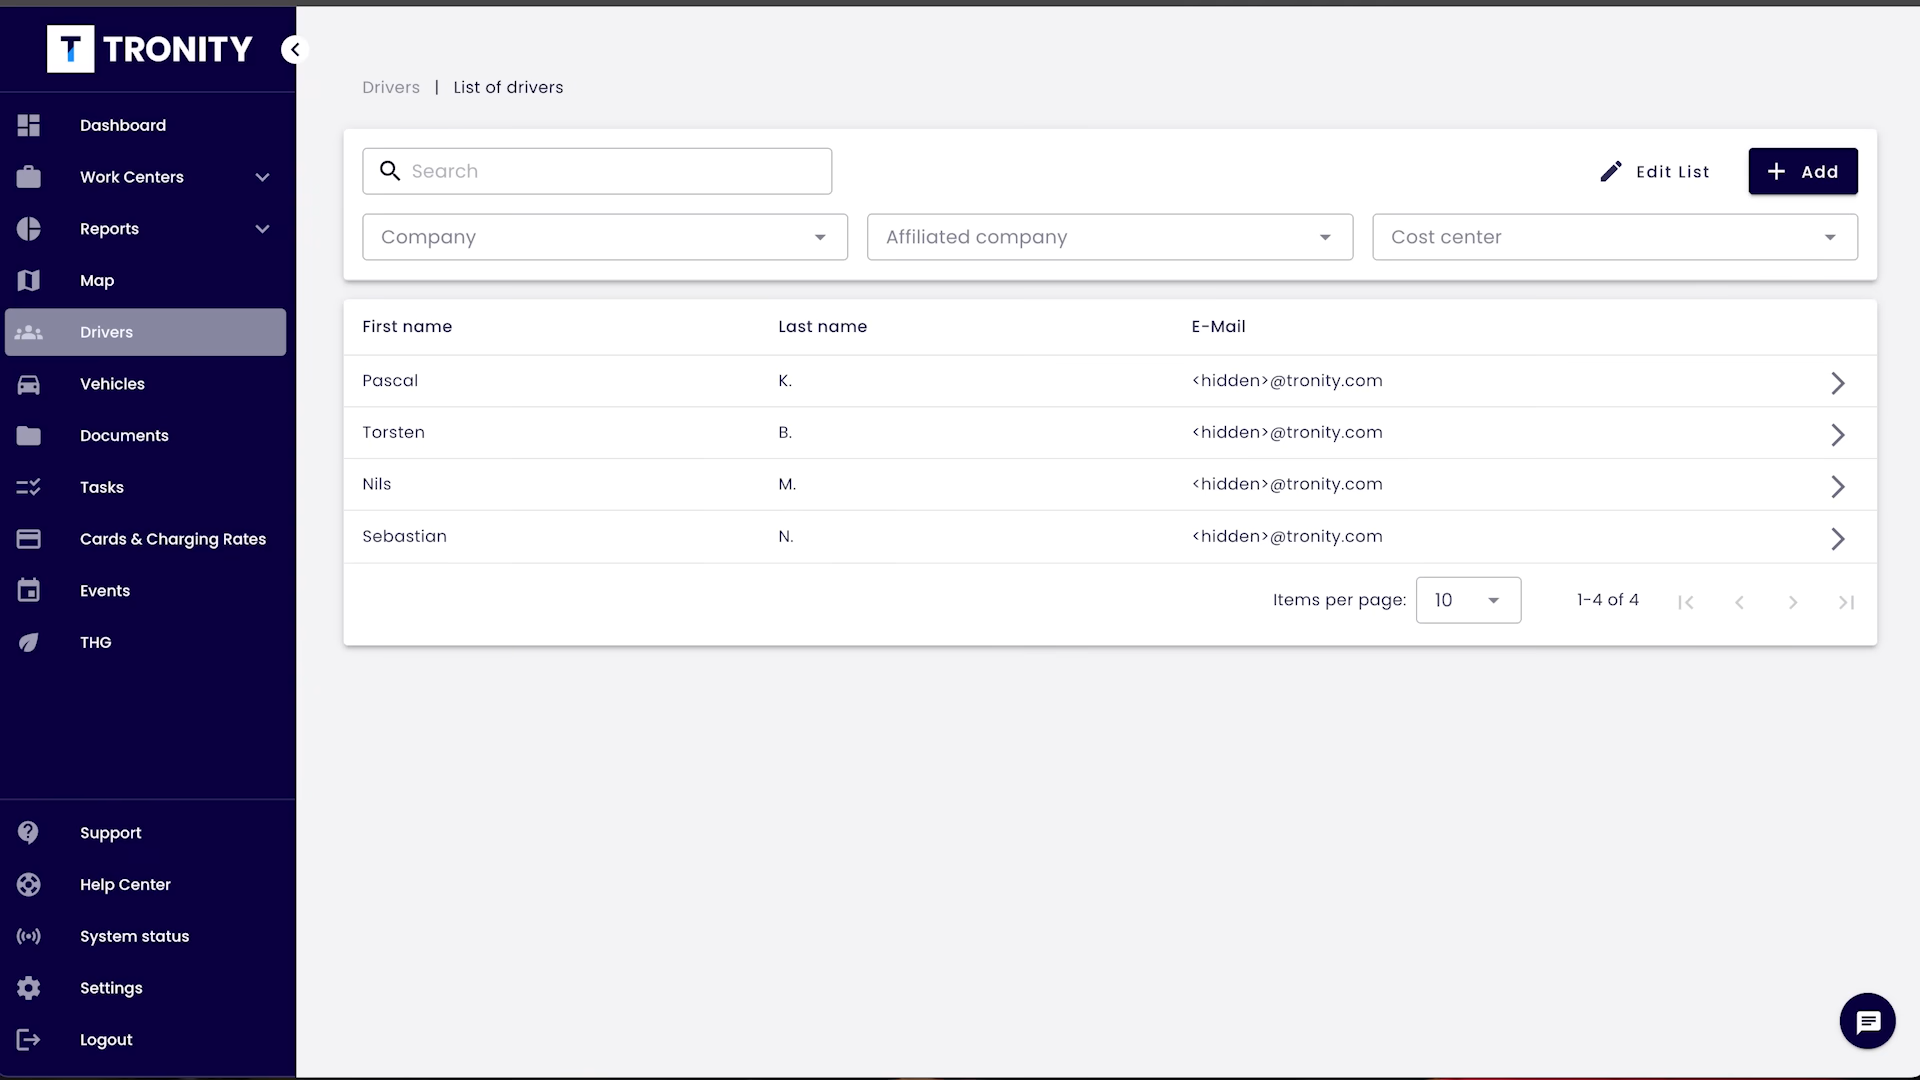 TRONITY
Dashboard
Work Centers
Reports
Map
Drivers
Vehicles
Documents
Tasks
Cards & Charging Rates
Events
THG
Support
Help Center
System status
Settings
Logout
Drivers | List of drivers
Search
Edit List
+ Add
Company
Affiliated company
Cost center
First name Last name E-Mail
Pascal K. <hidden>@tronity.com
Torsten B. <hidden>@tronity.com
Nils M. <hidden>@tronity.com
Sebastian N. <hidden>@tronity.com
Items per page: 10 1-4 of 4